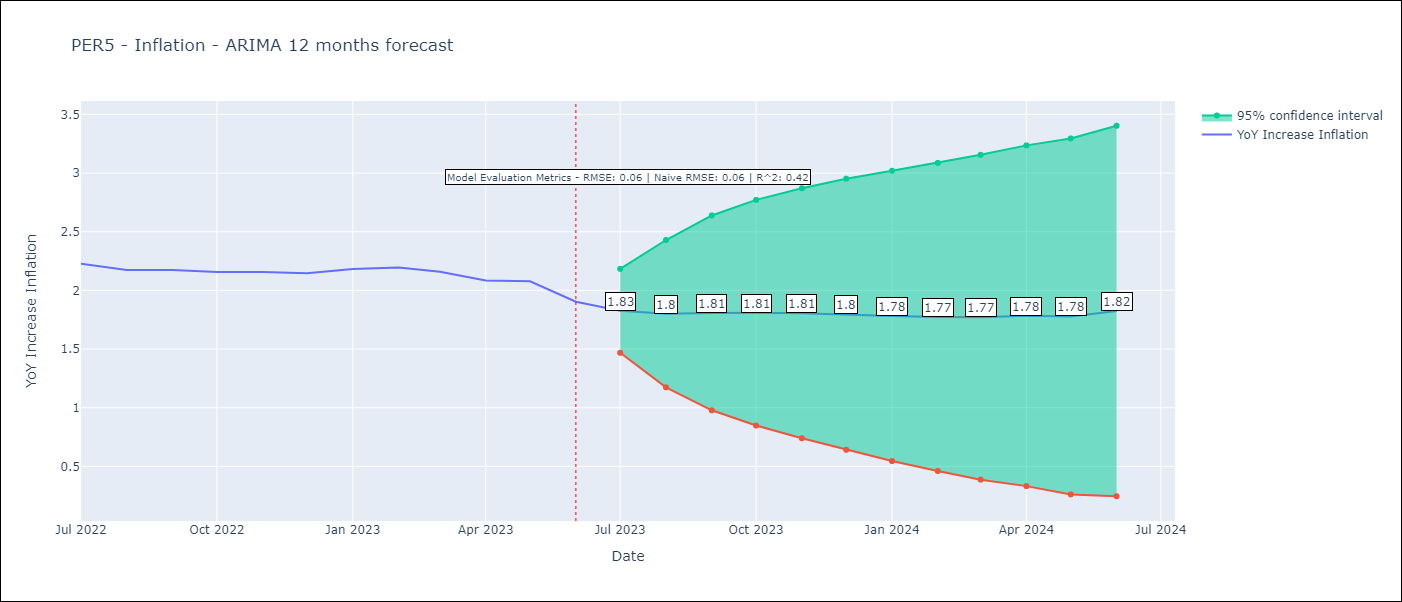 PER5 - Inflation - ARIMA 12 months forecast
95% confidence interval
YoY Increase Inflation
Model Evaluation Metrics - RMSE: 0.06 | Naive RMSE: 0.06 | R^2: 0.42
3.5
3
2.5
2
1.5
1
0.5
YoY Increase Inflation
1.83
1.8
1.81
1.81
1.81
1.8
1.78
1.77
1.77
1.78
1.78
1.82
Jul 2022
Oct 2022
Jan 2023
Apr 2023
Jul 2023
Oct 2023
Jan 2024
Apr 2024
Jul 2024
Date